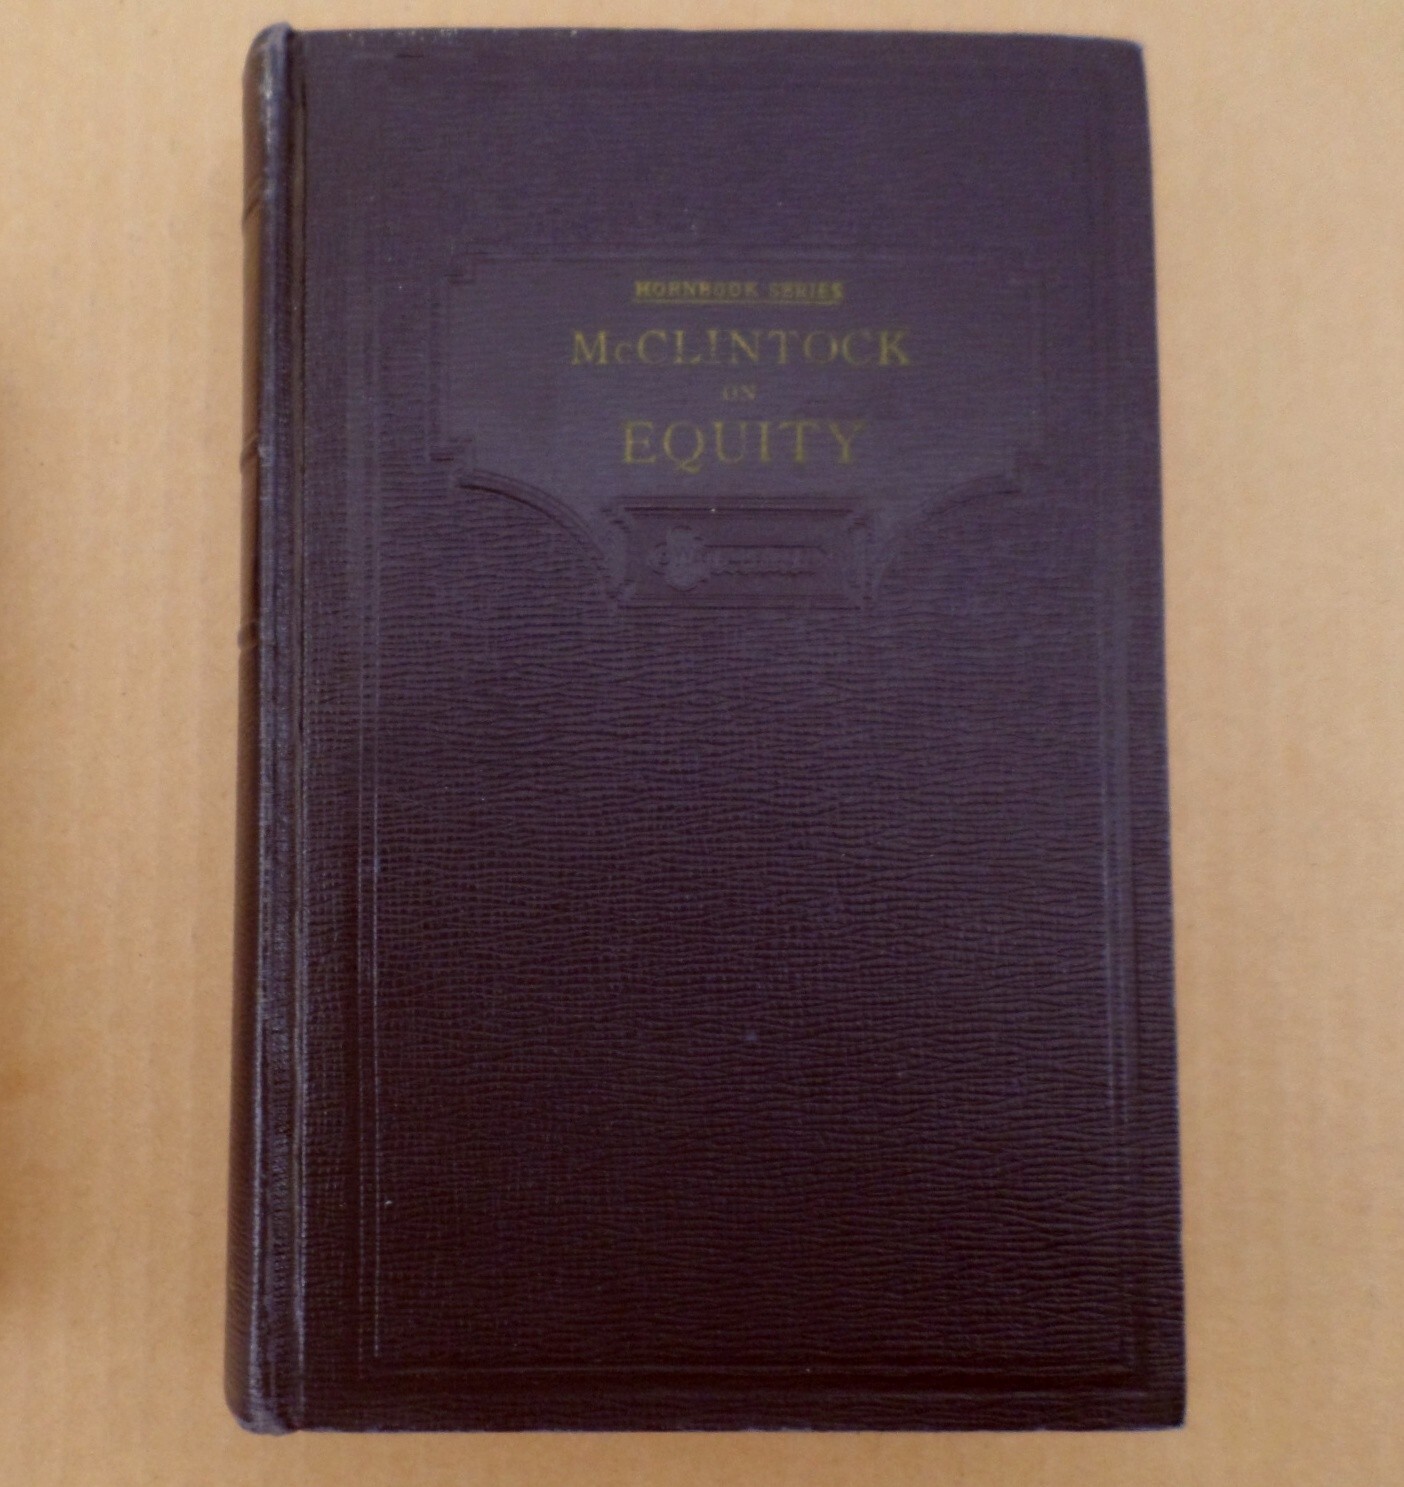 HORNBOOK SERIES
McCLINTOCK
ON
EQUITY